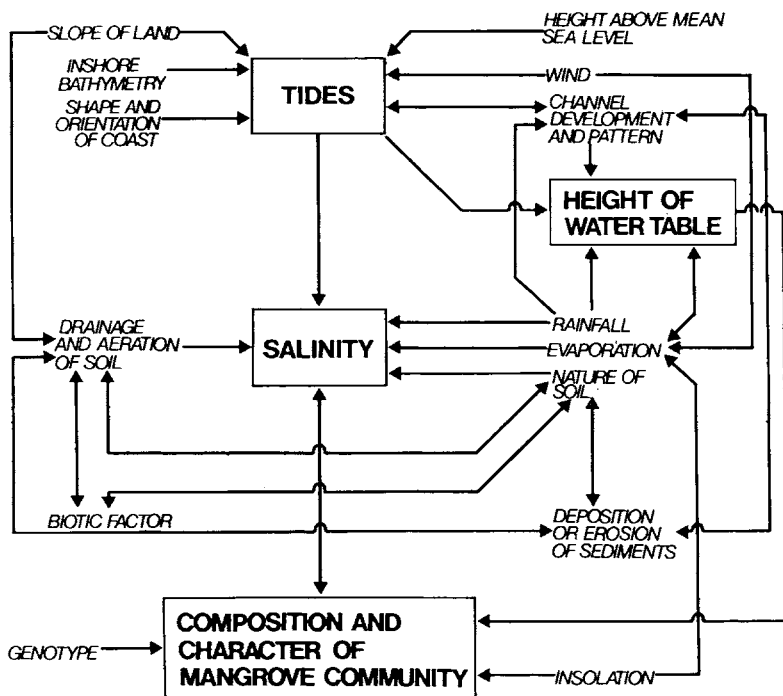 SLOPE OF LAND
HEIGHT ABOVE MEAN
SEA LEVEL
INSHORE
BATHYMETRY
TIDES
WIND
SHAPE AND
ORIENTATION
OF COAST
CHANNEL
DEVELOPMENT
AND PATTERN
HEIGHT OF
WATER TABLE
DRAINAGE
AND AERATION
OF SOIL
SALINITY
RAINFALL
EVAPORATION
NATURE OF
SOIL
BIOTIC FACTOR
DEPOSITION
OR EROSION
OF SEDIMENTS
COMPOSITION AND
CHARACTER OF
MANGROVE COMMUNITY
GENOTYPE
INSOLATION